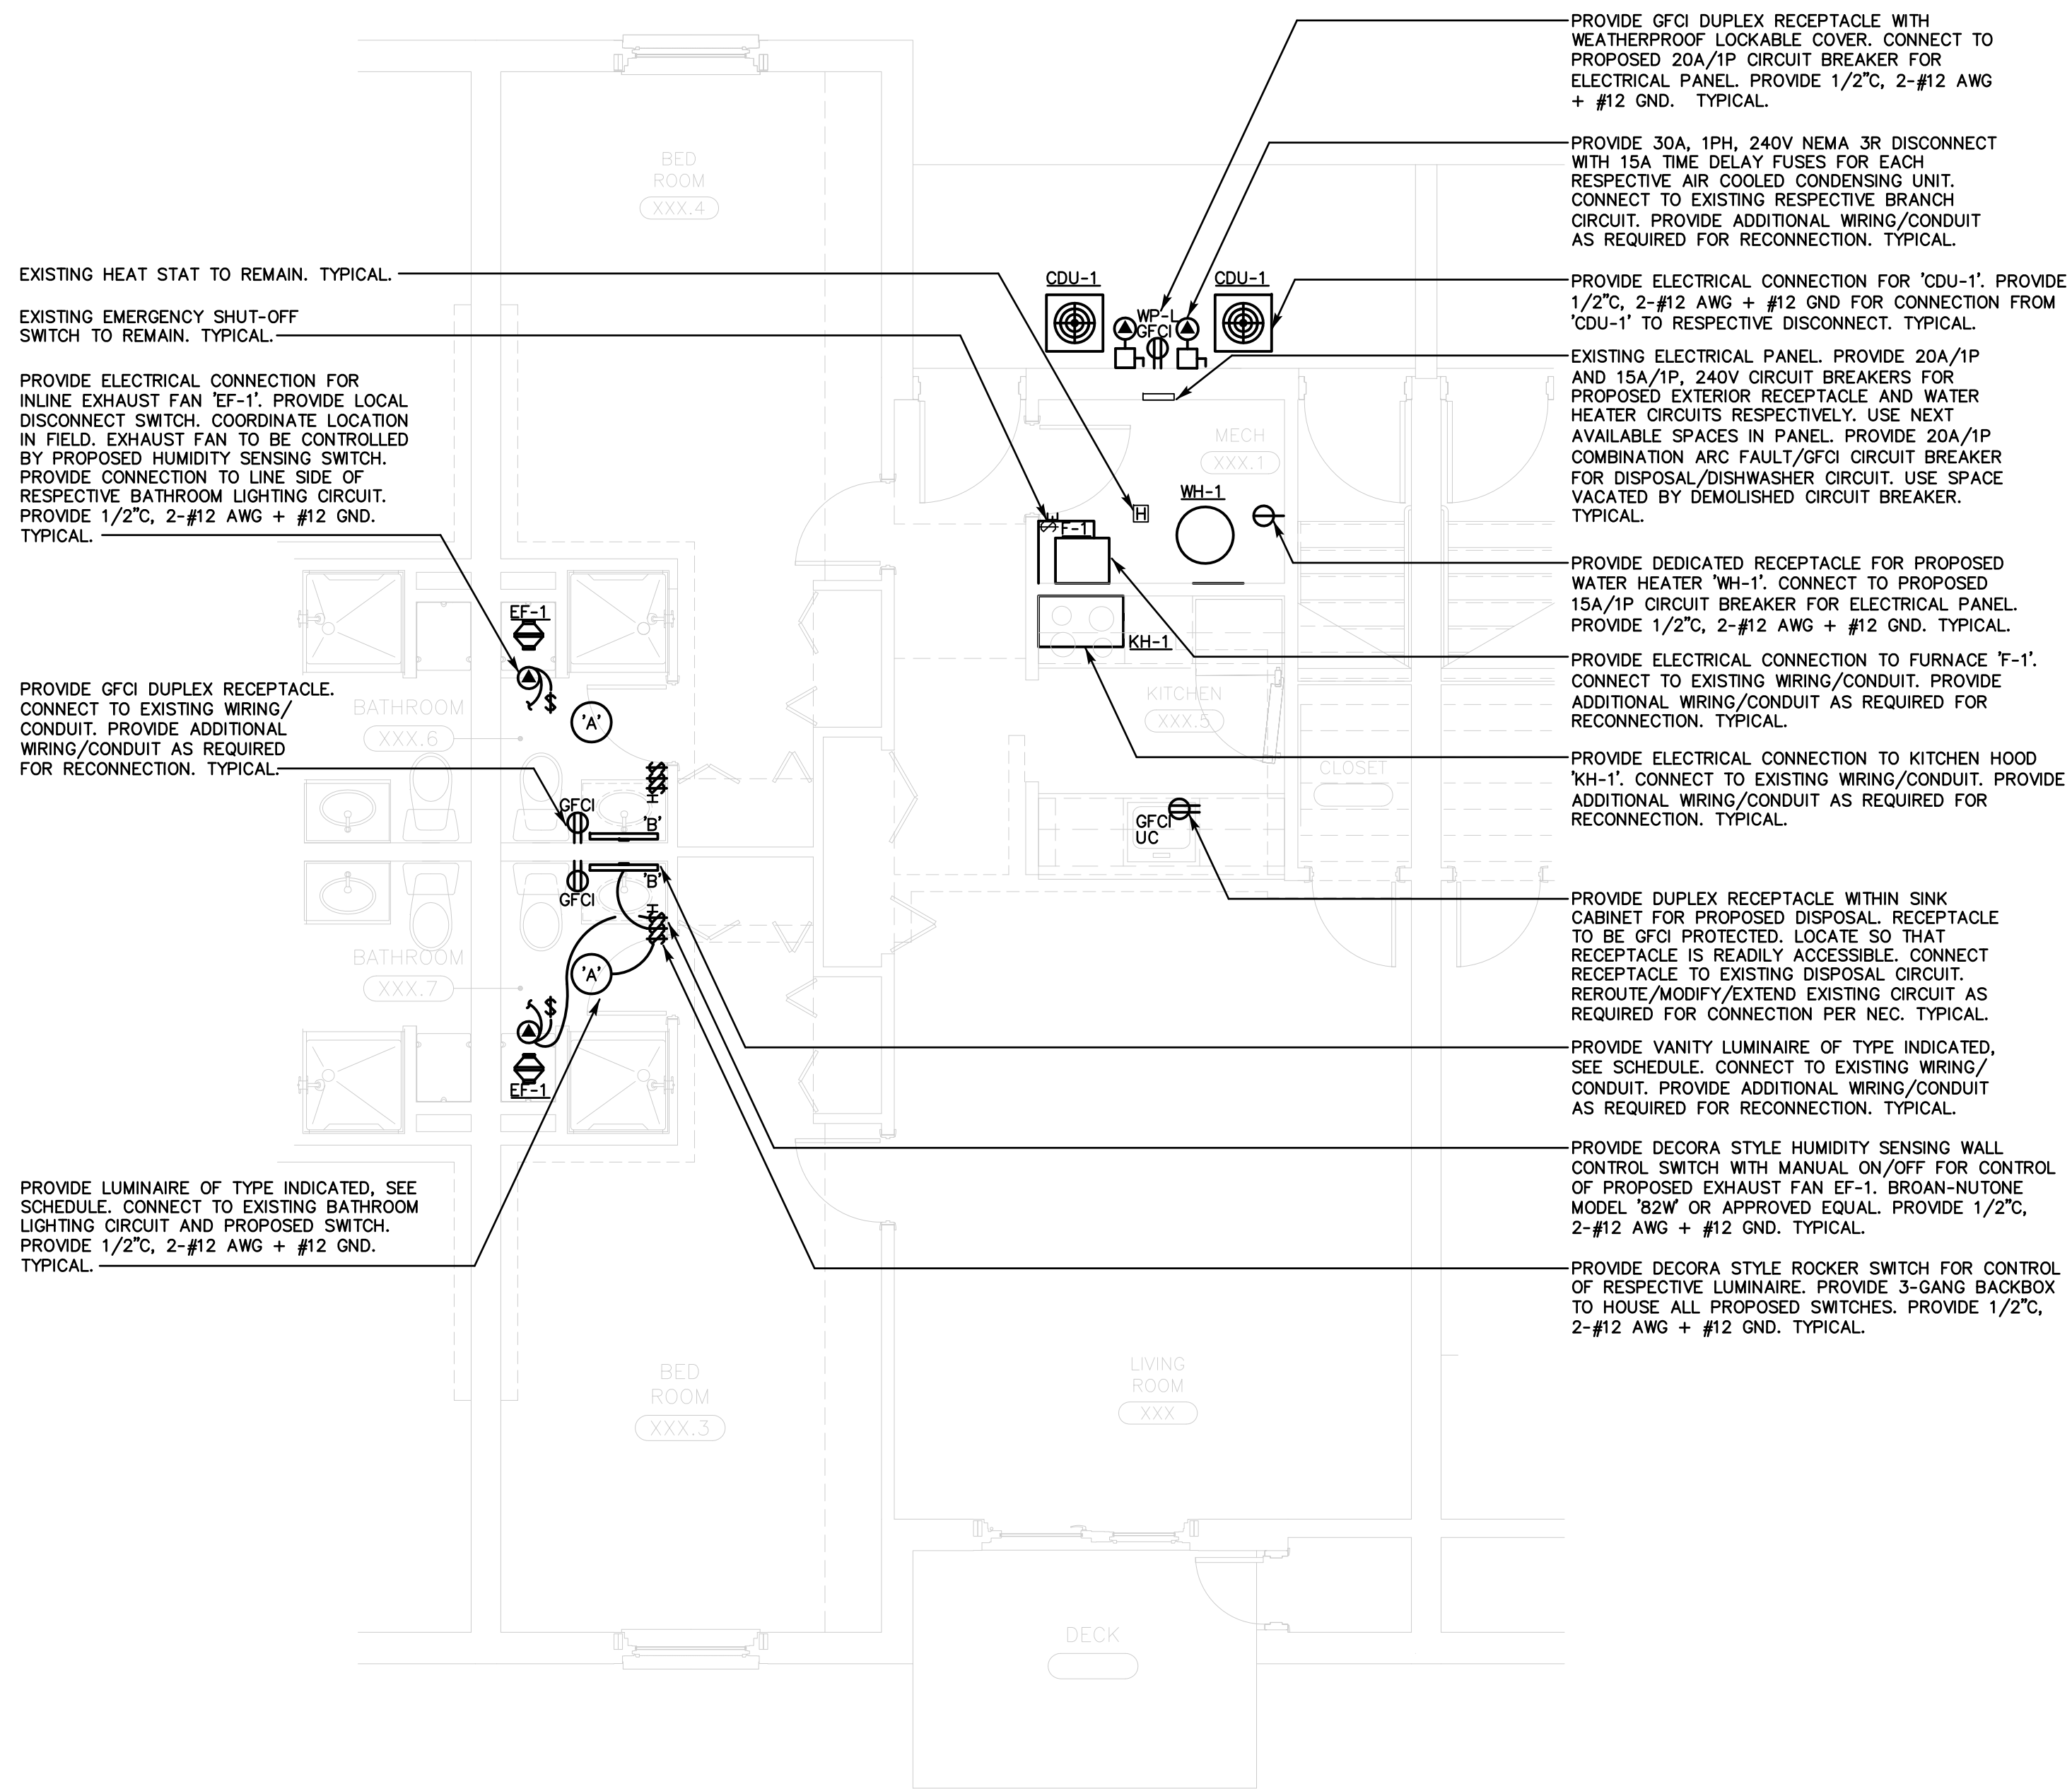 PROVIDE GFCI DUPLEX RECEPTACLE WITH
WEATHERPROOF LOCKABLE COVER. CONNECT TO
PROPOSED 20A/1P CIRCUIT BREAKER FOR
ELECTRICAL PANEL. PROVIDE 1/2"C, 2-#12 AWG
+ #12 GND. TYPICAL.
PROVIDE 30A, 1PH, 240V NEMA 3R DISCONNECT
WITH 15A TIME DELAY FUSES FOR EACH
RESPECTIVE AIR COOLED CONDENSING UNIT.
CONNECT TO EXISTING RESPECTIVE BRANCH
CIRCUIT. PROVIDE ADDITIONAL WIRING/CONDUIT
AS REQUIRED FOR RECONNECTION. TYPICAL.
PROVIDE ELECTRICAL CONNECTION FOR 'CDU-1'. PROVIDE
1/2"C, 2-#12 AWG + #12 GND FOR CONNECTION FROM
'CDU-1' TO RESPECTIVE DISCONNECT. TYPICAL.
EXISTING ELECTRICAL PANEL. PROVIDE 20A/1P
AND 15A/1P, 240V CIRCUIT BREAKERS FOR
PROPOSED EXTERIOR RECEPTACLE AND WATER
HEATER CIRCUITS RESPECTIVELY. USE NEXT
AVAILABLE SPACES IN PANEL. PROVIDE 20A/1P
COMBINATION ARC FAULT/GFCI CIRCUIT BREAKER
FOR DISPOSAL/DISHWASHER CIRCUIT. USE SPACE
VACATED BY DEMOLISHED CIRCUIT BREAKER.
TYPICAL.
PROVIDE DEDICATED RECEPTACLE FOR PROPOSED
WATER HEATER 'WH-1'. CONNECT TO PROPOSED
15A/1P CIRCUIT BREAKER FOR ELECTRICAL PANEL.
PROVIDE 1/2"C, 2-#12 AWG + #12 GND. TYPICAL.
PROVIDE ELECTRICAL CONNECTION TO FURNACE 'F-1'.
CONNECT TO EXISTING WIRING/CONDUIT. PROVIDE
ADDITIONAL WIRING/CONDUIT AS REQUIRED FOR
RECONNECTION. TYPICAL.
PROVIDE ELECTRICAL CONNECTION TO KITCHEN HOOD
'KH-1'. CONNECT TO EXISTING WIRING/CONDUIT. PROVIDE
ADDITIONAL WIRING/CONDUIT AS REQUIRED FOR
RECONNECTION. TYPICAL.
PROVIDE DUPLEX RECEPTACLE WITHIN SINK
CABINET FOR PROPOSED DISPOSAL. RECEPTACLE
TO BE GFCI PROTECTED. LOCATE SO THAT
RECEPTACLE IS READILY ACCESSIBLE. CONNECT
RECEPTACLE TO EXISTING DISPOSAL CIRCUIT.
REROUTE/MODIFY/EXTEND EXISTING CIRCUIT AS
REQUIRED FOR CONNECTION PER NEC. TYPICAL.
PROVIDE VANITY LUMINAIRE OF TYPE INDICATED,
SEE SCHEDULE. CONNECT TO EXISTING WIRING/
CONDUIT. PROVIDE ADDITIONAL WIRING/CONDUIT
AS REQUIRED FOR RECONNECTION. TYPICAL.
PROVIDE DECORA STYLE HUMIDITY SENSING WALL
CONTROL SWITCH WITH MANUAL ON/OFF FOR CONTROL
OF PROPOSED EXHAUST FAN EF-1. BROAN-NUTONE
MODEL '82W' OR APPROVED EQUAL. PROVIDE 1/2"C,
2-#12 AWG + #12 GND. TYPICAL.
PROVIDE DECORA STYLE ROCKER SWITCH FOR CONTROL
OF RESPECTIVE LUMINAIRE. PROVIDE 3-GANG BACKBOX
TO HOUSE ALL PROPOSED SWITCHES. PROVIDE 1/2"C,
2-#12 AWG + #12 GND. TYPICAL.
EXISTING HEAT STAT TO REMAIN. TYPICAL.
EXISTING EMERGENCY SHUT-OFF
SWITCH TO REMAIN. TYPICAL.
PROVIDE ELECTRICAL CONNECTION FOR
INLINE EXHAUST FAN 'EF-1'. PROVIDE LOCAL
DISCONNECT SWITCH. COORDINATE LOCATION
IN FIELD. EXHAUST FAN TO BE CONTROLLED
BY PROPOSED HUMIDITY SENSING SWITCH.
PROVIDE CONNECTION TO LINE SIDE OF
RESPECTIVE BATHROOM LIGHTING CIRCUIT.
PROVIDE 1/2"C, 2-#12 AWG + #12 GND.
TYPICAL.
PROVIDE GFCI DUPLEX RECEPTACLE.
CONNECT TO EXISTING WIRING/
CONDUIT. PROVIDE ADDITIONAL
WIRING/CONDUIT AS REQUIRED
FOR RECONNECTION. TYPICAL.
PROVIDE LUMINAIRE OF TYPE INDICATED, SEE
SCHEDULE. CONNECT TO EXISTING BATHROOM
LIGHTING CIRCUIT AND PROPOSED SWITCH.
PROVIDE 1/2"C, 2-#12 AWG + #12 GND.
TYPICAL.
BED
ROOM
XXX.4
CDU-1
WP-L
GFCI
CDU-1
MECH
XXX.1
WH-1
H
E
$
F-1
KH-1
KITCHEN
XXX.5
CLOSET
GFCI
UC
EF-1
$
'A'
BATHROOM
XXX.6
H
GFCI
'B'
'B'
GFCI
H
BATHROOM
XXX.7
'A'
$
EF-1
BED
ROOM
XXX.3
LIVING
ROOM
XXX
DECK